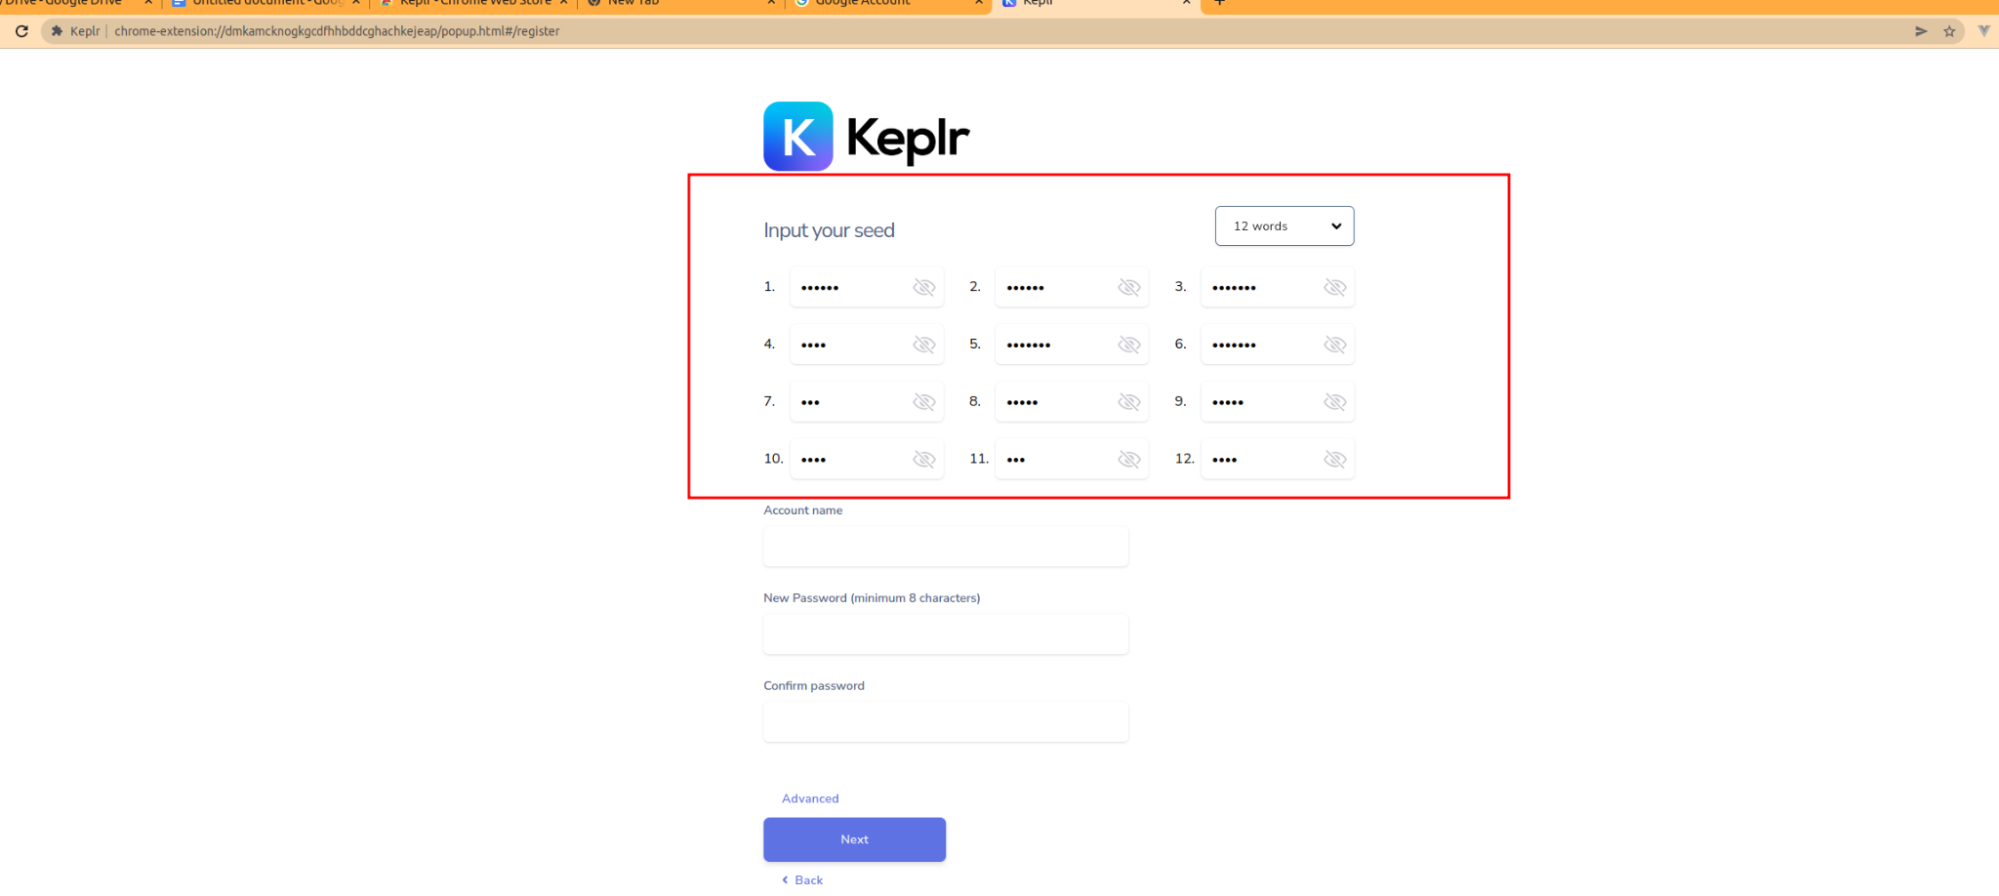 Drive - Google Drive Untitled document - Goog Keplr - Chrome Web Store New Tab Google Account Keplr
Keplr | chrome-extension://dmkamcknogkgcdfhhbddcghachkejeap/popup.html#/register
K Keplr
Input your seed 12 words
1. •••••• 2. •••••• 3. •••••••
4. •••• 5. ••••••• 6. •••••••
7. ••• 8. ••••• 9. •••••
10. •••• 11. ••• 12. ••••
Account name
New Password (minimum 8 characters)
Confirm password
Advanced
Next
Back